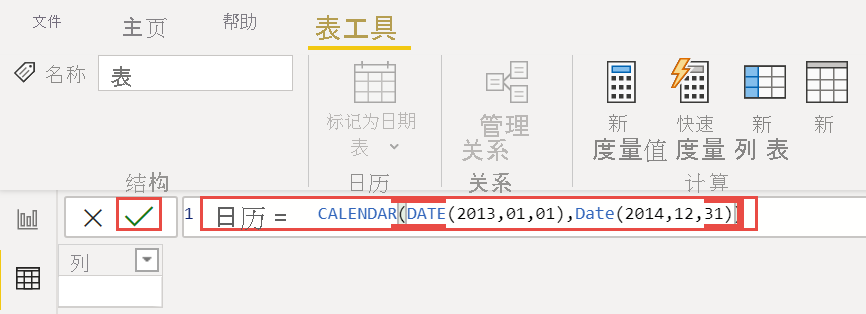 文件 主页 帮助 表工具
名称 表
标记为日期
表
管理
关系
新
度量值
快速
度量
新
列
新
表
结构 日历 关系 计算
1 日历 = CALENDAR(DATE(2013,01,01),Date(2014,12,31)
列